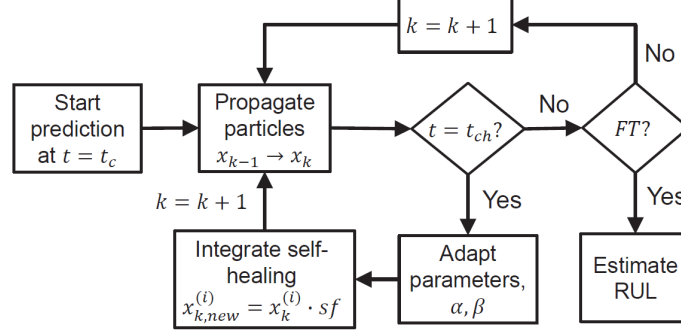 k = k + 1
No
Start
prediction
at t = t_c
Propagate
particles
x_{k−1} → x_k
t = t_{ch}?
No
FT?
Yes
Yes
k = k + 1
Integrate self-
healing
x_{k,new}^{(i)} = x_k^{(i)} · sf
Adapt
parameters,
α, β
Estimate
RUL